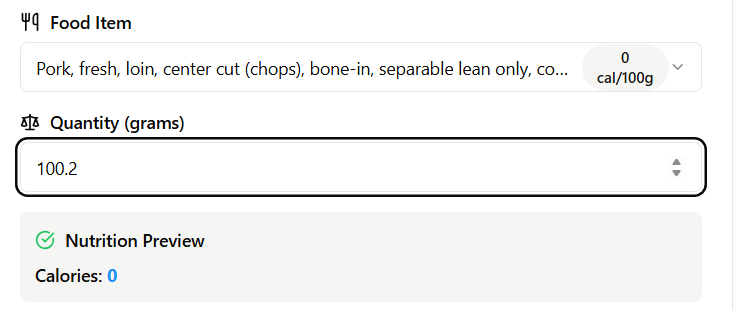 Food Item
Pork, fresh, loin, center cut (chops), bone-in, separable lean only, co...
0
cal/100g
Quantity (grams)
100.2
Nutrition Preview
Calories: 0